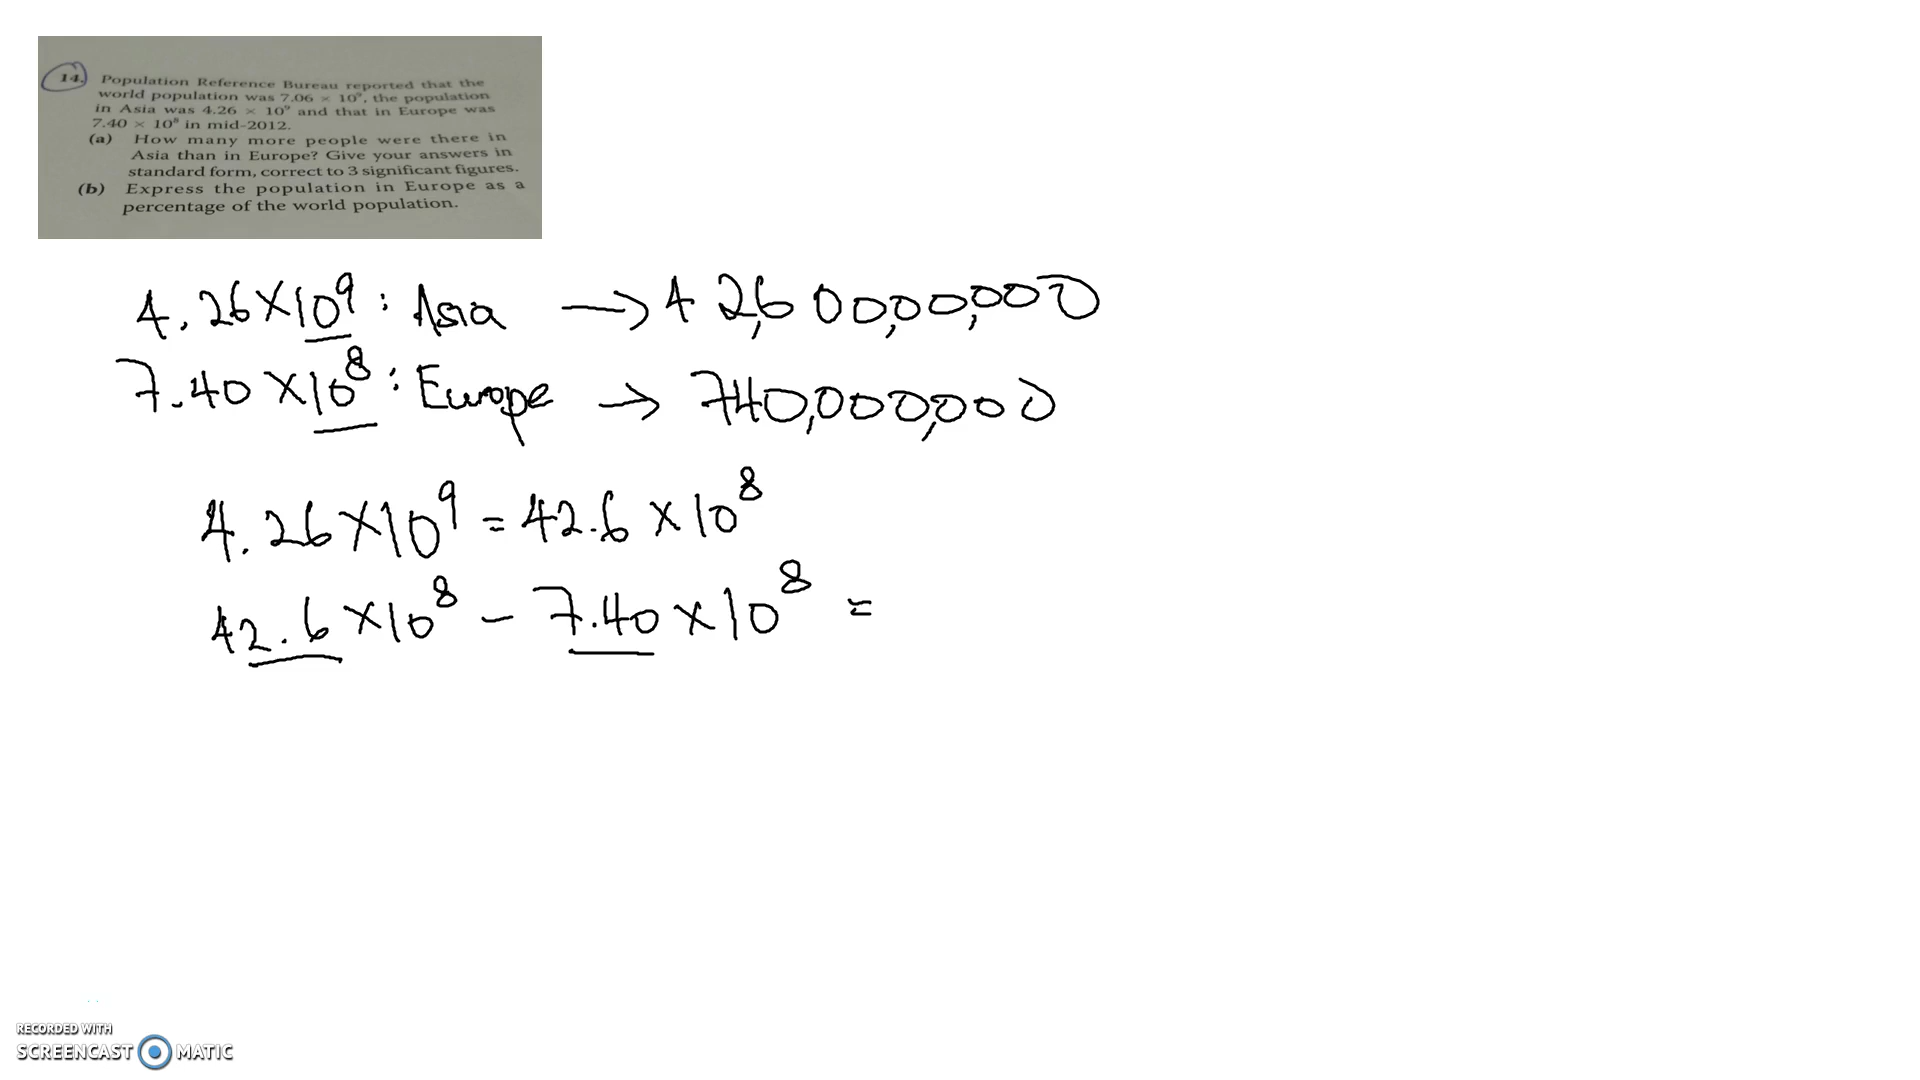 14. Population Reference Bureau reported that the
world population was 7.06 × 10⁹, the population
in Asia was 4.26 × 10⁹ and that in Europe was
7.40 × 10⁸ in mid-2012.
(a) How many more people were there in
Asia than in Europe? Give your answers in
standard form, correct to 3 significant figures.
(b) Express the population in Europe as a
percentage of the world population.
4.26×10⁹ : Asia → 4 2,6 00,00,000
7.40×10⁸ : Europe → 740,000,000
4.26×10⁹ = 42.6 × 10⁸
42.6×10⁸ − 7.40×10⁸ =
RECORDED WITH
SCREENCAST MATIC